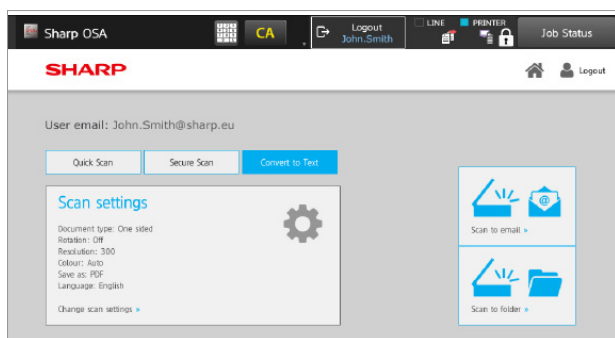 Sharp OSA
CA
Logout
John.Smith
LINE
PRINTER
Job Status
SHARP
Logout
User email: John.Smith@sharp.eu
Quick Scan
Secure Scan
Convert to Text
Scan settings
Document type: One sided
Rotation: Off
Resolution: 300
Colour: Auto
Save as: PDF
Language: English
Change scan settings »
Scan to email »
Scan to folder »